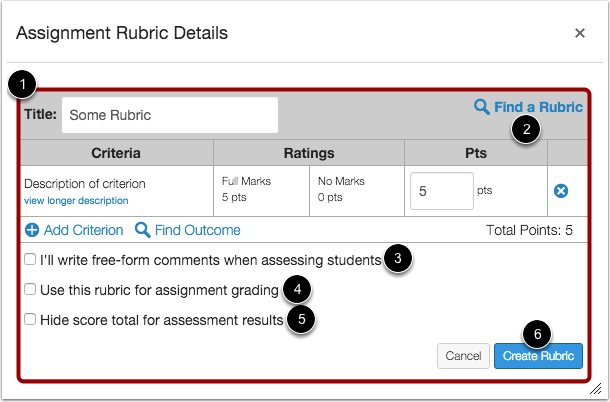 Assignment Rubric Details ×
1
Title: Some Rubric Find a Rubric
2
Criteria Ratings Pts
Description of criterion Full Marks No Marks 5 pts
view longer description 5 pts 0 pts
Add Criterion Find Outcome Total Points: 5
I'll write free-form comments when assessing students 3
Use this rubric for assignment grading 4
Hide score total for assessment results 5
6
Cancel Create Rubric